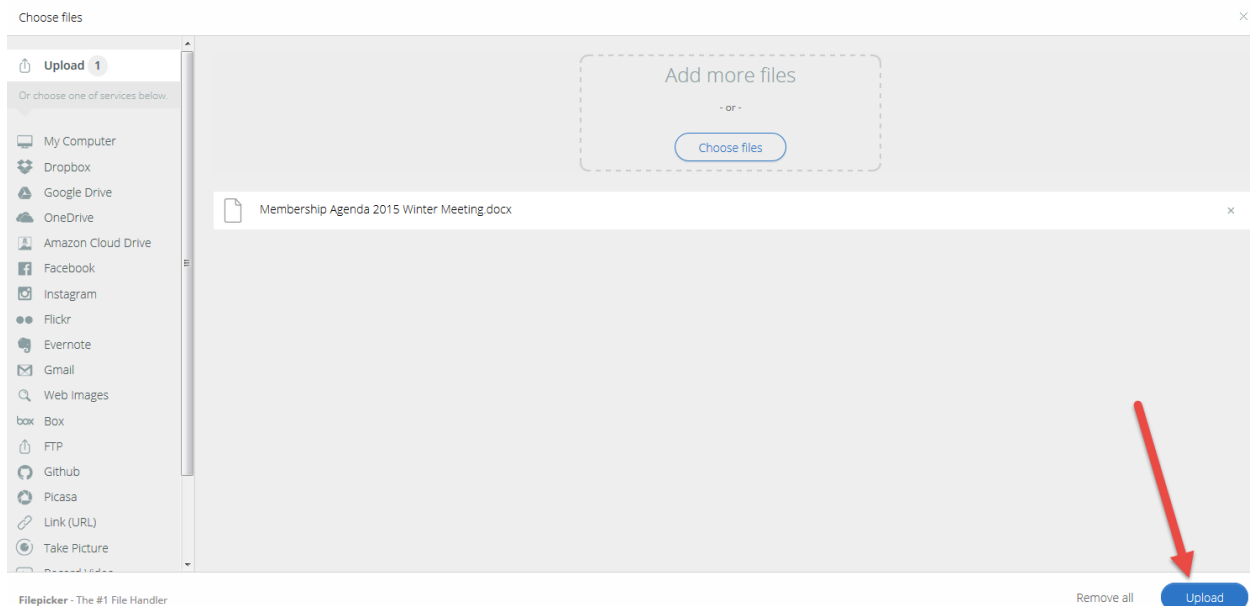 Choose files
Upload 1
Or choose one of services below.
My Computer
Dropbox
Google Drive
OneDrive
Amazon Cloud Drive
Facebook
Instagram
Flickr
Evernote
Gmail
Web Images
box Box
FTP
Github
Picasa
Link (URL)
Take Picture
Record Video
Filepicker - The #1 File Handler
Add more files
- or -
Choose files
Membership Agenda 2015 Winter Meeting.docx
Remove all
Upload